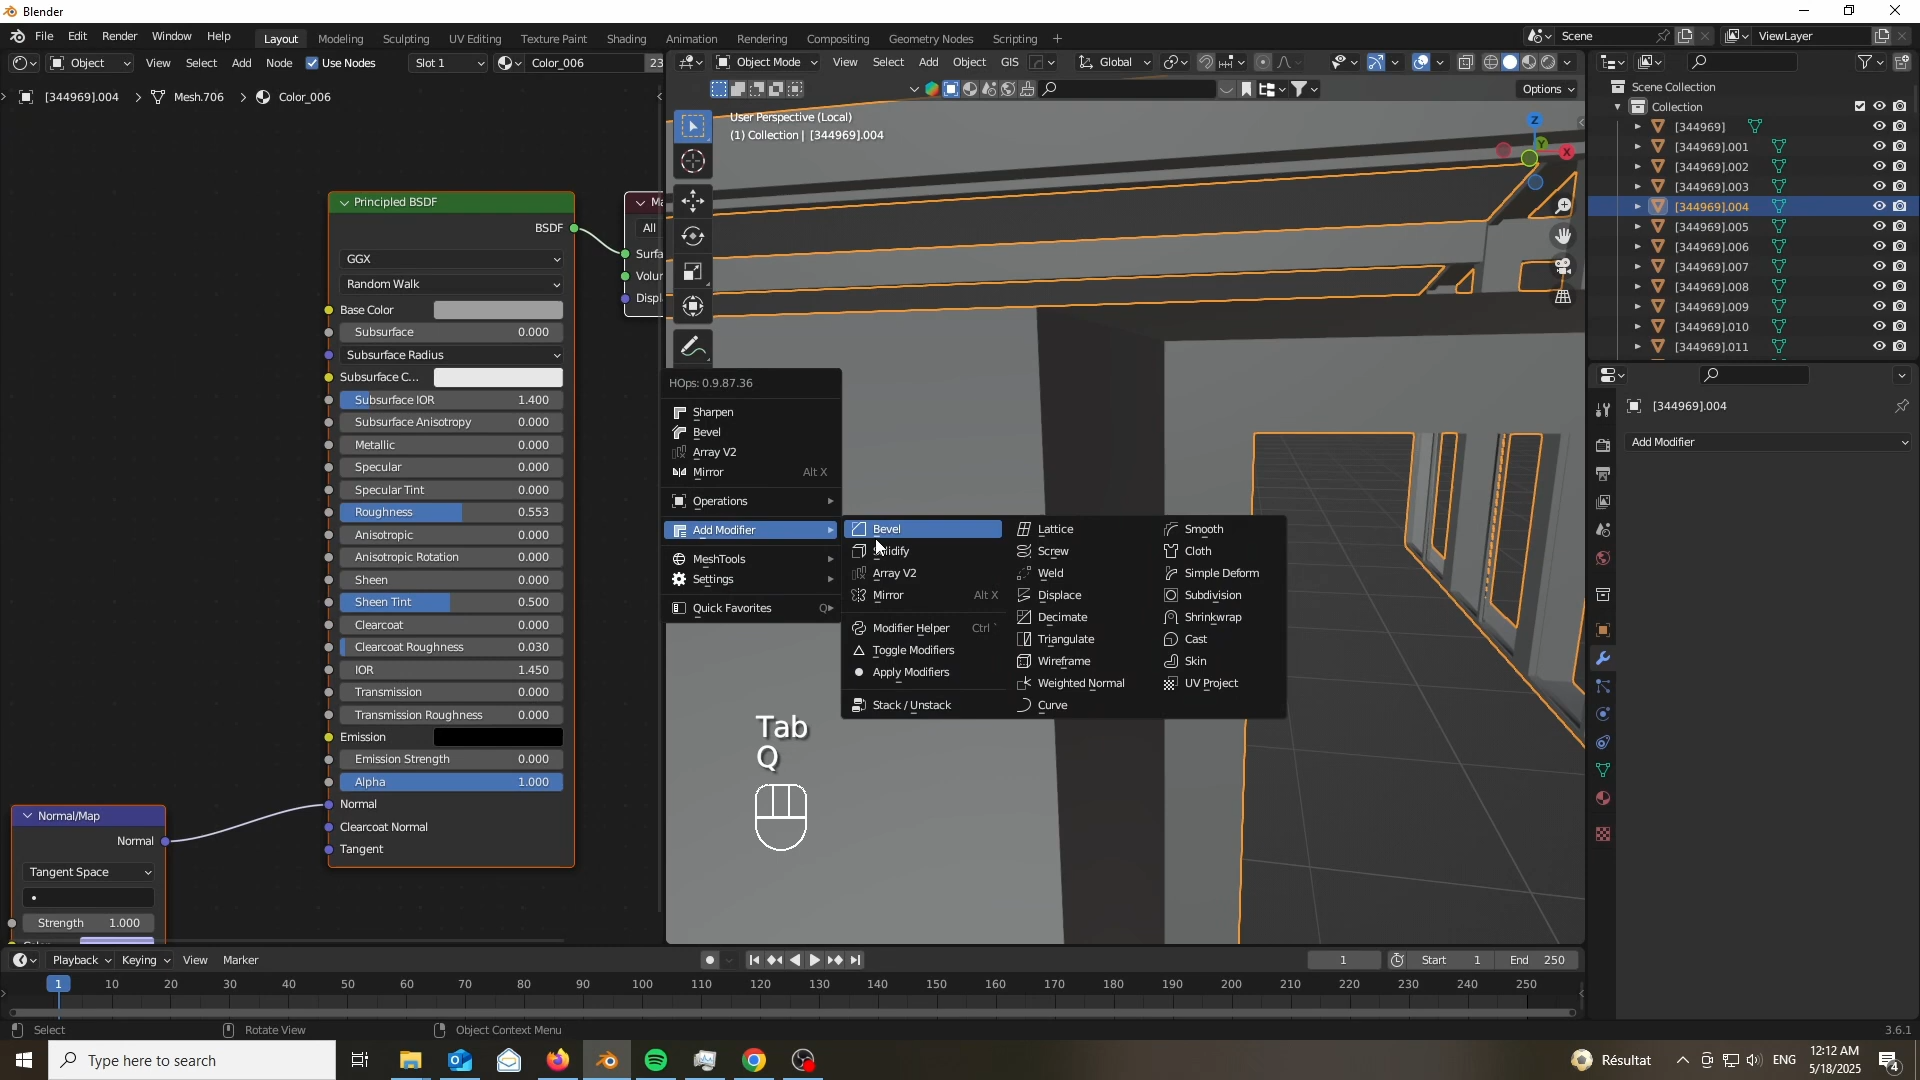 Blender
File Edit Render Window Help
Layout Modeling Sculpting UV Editing Texture Paint Shading Animation Rendering Compositing Geometry Nodes Scripting +
Scene
ViewLayer
Object View Select Add Node Use Nodes Slot 1 Color_006 23
Object Mode View Select Add Object GIS Global
Options
[344969].004 > Mesh.706 > Color_006
User Perspective (Local)
(1) Collection | [344969].004
Z
Y
X
Scene Collection
Collection
[344969]
[344969].001
[344969].002
[344969].003
[344969].004
[344969].005
[344969].006
[344969].007
[344969].008
[344969].009
[344969].010
[344969].011
[344969].004
Add Modifier
Principled BSDF
BSDF
GGX
Random Walk
Base Color
Subsurface 0.000
Subsurface Radius
Subsurface C...
Subsurface IOR 1.400
Subsurface Anisotropy 0.000
Metallic 0.000
Specular 0.000
Specular Tint 0.000
Roughness 0.553
Anisotropic 0.000
Anisotropic Rotation 0.000
Sheen 0.000
Sheen Tint 0.500
Clearcoat 0.000
Clearcoat Roughness 0.030
IOR 1.450
Transmission 0.000
Transmission Roughness 0.000
Emission
Emission Strength 0.000
Alpha 1.000
Normal
Clearcoat Normal
Tangent
Ma
All
Surfa
Volur
Displ
Normal/Map
Normal
Tangent Space
Strength 1.000
HOps: 0.9.87.36
Sharpen
Bevel
Array V2
Mirror Alt X
Operations
Add Modifier
MeshTools
Settings
Quick Favorites Q
Bevel
Solidify
Array V2
Mirror Alt X
Modifier Helper Ctrl `
Toggle Modifiers
Apply Modifiers
Stack / Unstack
Lattice
Screw
Weld
Displace
Decimate
Triangulate
Wireframe
Weighted Normal
Curve
Smooth
Cloth
Simple Deform
Subdivision
Shrinkwrap
Cast
Skin
UV Project
Tab
Q
Playback Keying View Marker
1 Start 1 End 250
1 10 20 30 40 50 60 70 80 90 100 110 120 130 140 150 160 170 180 190 200 210 220 230 240 250
Select Rotate View Object Context Menu
3.6.1
Type here to search
Résultat
ENG
12:12 AM
5/18/2025
4